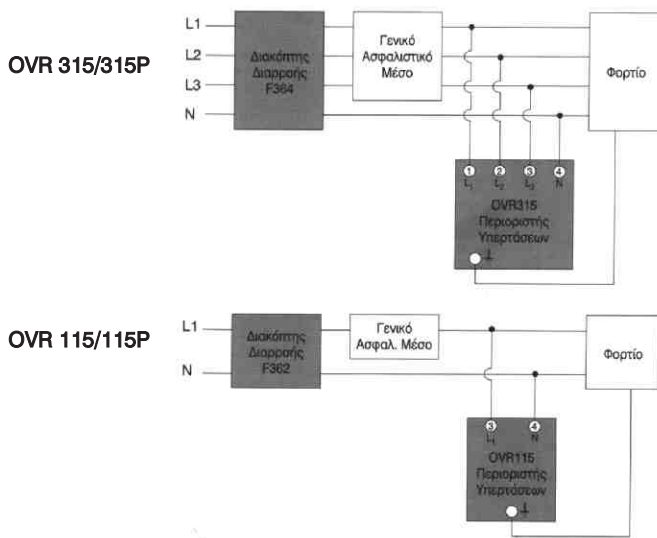 OVR 315/315P
L1
L2
L3
N
Διακόπτης
Διαρροής
F364
Γενικό
Ασφαλιστικό
Μέσο
Φορτίο
1 2 3 4
L1 L2 L3 N
OVR315
Περιοριστής
Υπερτάσεων
OVR 115/115P
L1
N
Διακόπτης
Διαρροής
F362
Γενικό
Ασφαλ. Μέσο
Φορτίο
3 4
L1 N
OVR115
Περιοριστής
Υπερτάσεων